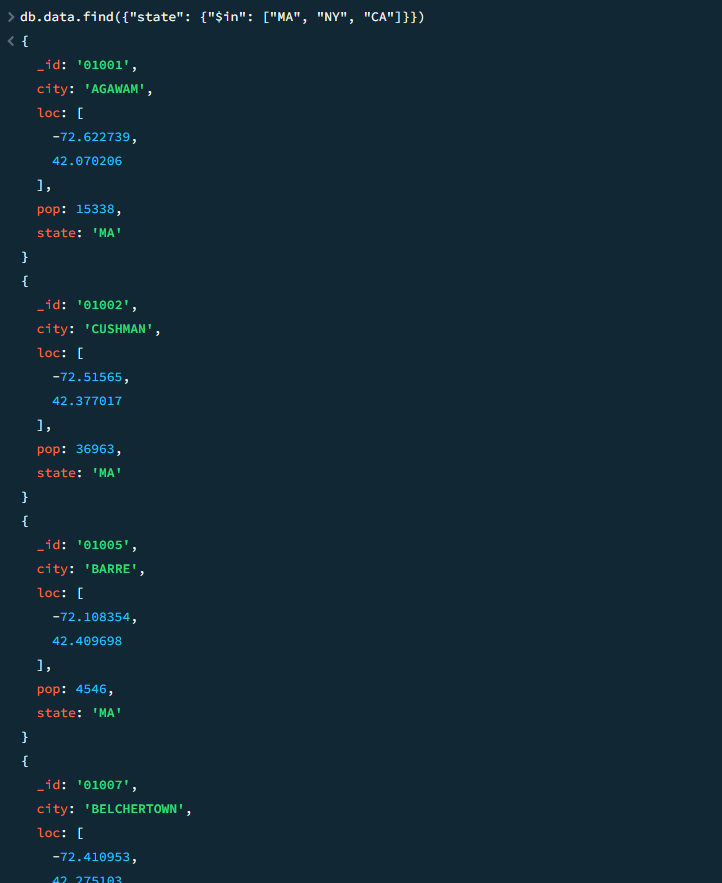 db.data.find({"state": {"$in": ["MA", "NY", "CA"]}})
{
_id: '01001',
city: 'AGAWAM',
loc: [
-72.622739,
42.070206
],
pop: 15338,
state: 'MA'
}
{
_id: '01002',
city: 'CUSHMAN',
loc: [
-72.51565,
42.377017
],
pop: 36963,
state: 'MA'
}
{
_id: '01005',
city: 'BARRE',
loc: [
-72.108354,
42.409698
],
pop: 4546,
state: 'MA'
}
{
_id: '01007',
city: 'BELCHERTOWN',
loc: [
-72.410953,
42.275103